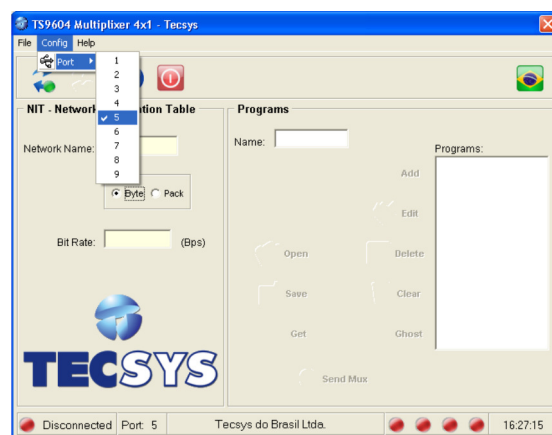 TS9604 Multiplixer 4x1 - Tecsys
File Config Help
Port
1
2
3
4
5
6
7
8
9
NIT - Network
Table
Network Name:
Byte Pack
Bit Rate: (Bps)
TECSYS
Programs
Name:
Programs:
Add
Edit
Open Delete
Save Clear
Get Ghost
Send Mux
Disconnected Port: 5 Tecsys do Brasil Ltda. 16:27:15